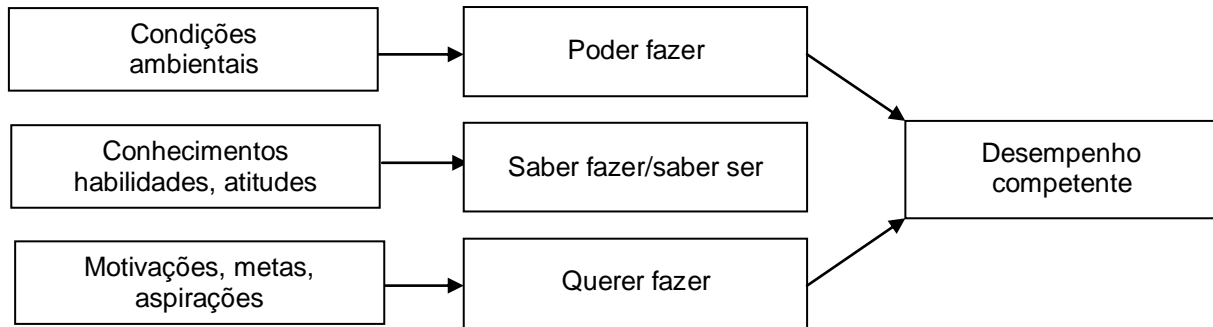 Condições
ambientais
Poder fazer
Conhecimentos
habilidades, atitudes
Saber fazer/saber ser
Desempenho
competente
Motivações, metas,
aspirações
Querer fazer